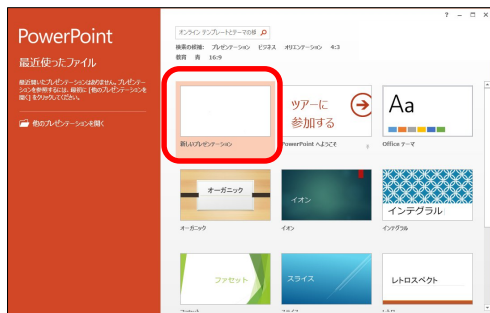 PowerPoint
最近使ったファイル
最近開いたプレゼンテーションはありません。プレゼンテー
ションを参照するには、最初に [他のプレゼンテーションを
開く] をクリックしてください。
他のプレゼンテーションを開く
オンライン テンプレートとテーマの検
検索の候補: プレゼンテーション ビジネス オリエンテーション 4:3
教育 青 16:9
新しいプレゼンテーション
ツアーに
参加する
PowerPoint へようこそ
Aa
Office テーマ
オーガニック
オーガニック
イオン
イオン
インテグラル
インテグラル
ファセット
スライス
レトロスペクト